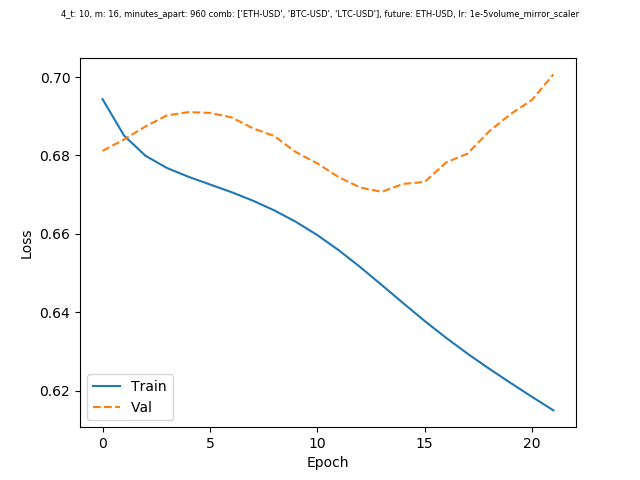 4_t: 10, m: 16, minutes_apart: 960 comb: ['ETH-USD', 'BTC-USD', 'LTC-USD'], future: ETH-USD, lr: 1e-5volume_mirror_scaler
0.70
0.68
0.66
0.64
0.62
Loss
Train
Val
0 5 10 15 20
Epoch